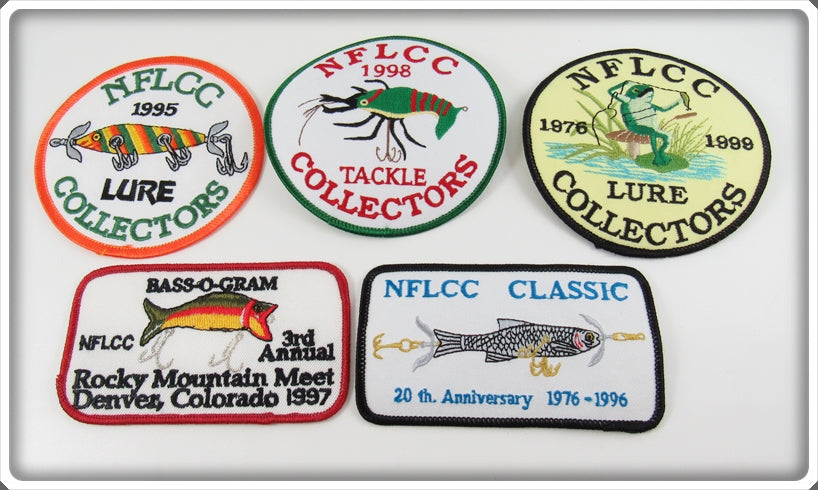 NFLCC
1995
LURE
COLLECTORS
NFLCC
1998
TACKLE
COLLECTORS
NFLCC
1976 1999
LURE
COLLECTORS
BASS-O-GRAM
NFLCC
3rd
Annual
Rocky Mountain Meet
Denver, Colorado 1997
NFLCC CLASSIC
20 th. Anniversary 1976-1996